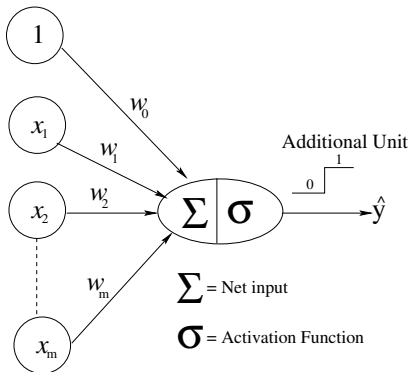 1
w0
x1
w1
Additional Unit
1
0
x2
w2
Σ σ
ŷ
wm
Σ = Net input
xm
σ = Activation Function